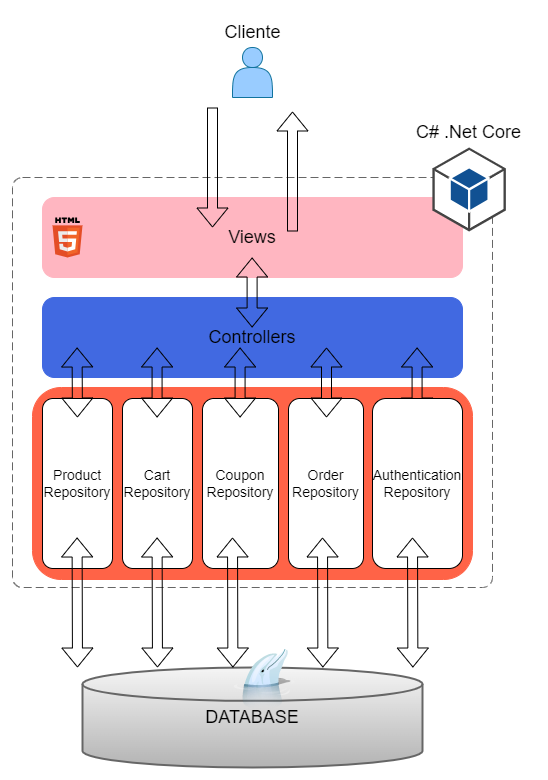 Cliente
C# .Net Core
HTML
5
Views
Controllers
Product
Repository
Cart
Repository
Coupon
Repository
Order
Repository
Authentication
Repository
DATABASE